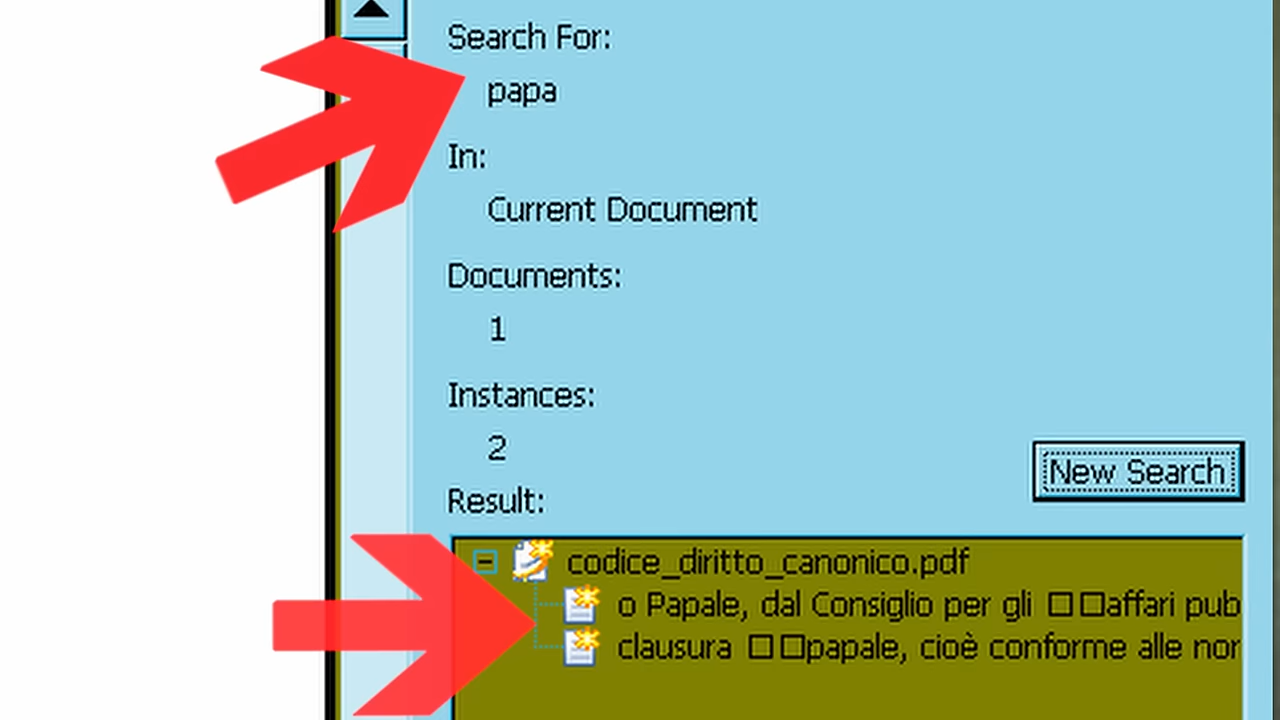 Search For:
papa
In:
Current Document
Documents:
1
Instances:
2
New Search
Result:
codice_diritto_canonico.pdf
o Papale, dal Consiglio per gli □□affari pub
clausura □□papale, cioè conforme alle nor